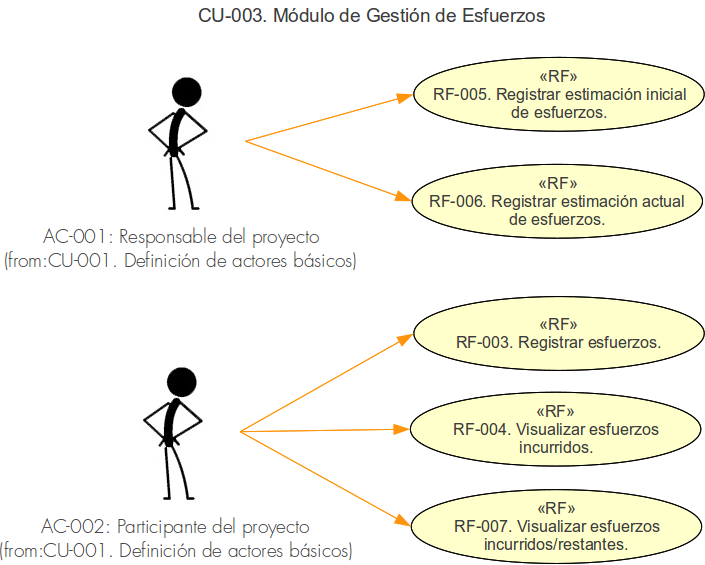 CU-003. Módulo de Gestión de Esfuerzos
«RF»
RF-005. Registrar estimación inicial
de esfuerzos.
«RF»
RF-006. Registrar estimación actual
de esfuerzos.
AC-001: Responsable del proyecto
(from:CU-001. Definición de actores básicos)
«RF»
RF-003. Registrar esfuerzos.
«RF»
RF-004. Visualizar esfuerzos
incurridos.
«RF»
RF-007. Visualizar esfuerzos
incurridos/restantes.
AC-002: Participante del proyecto
(from:CU-001. Definición de actores básicos)